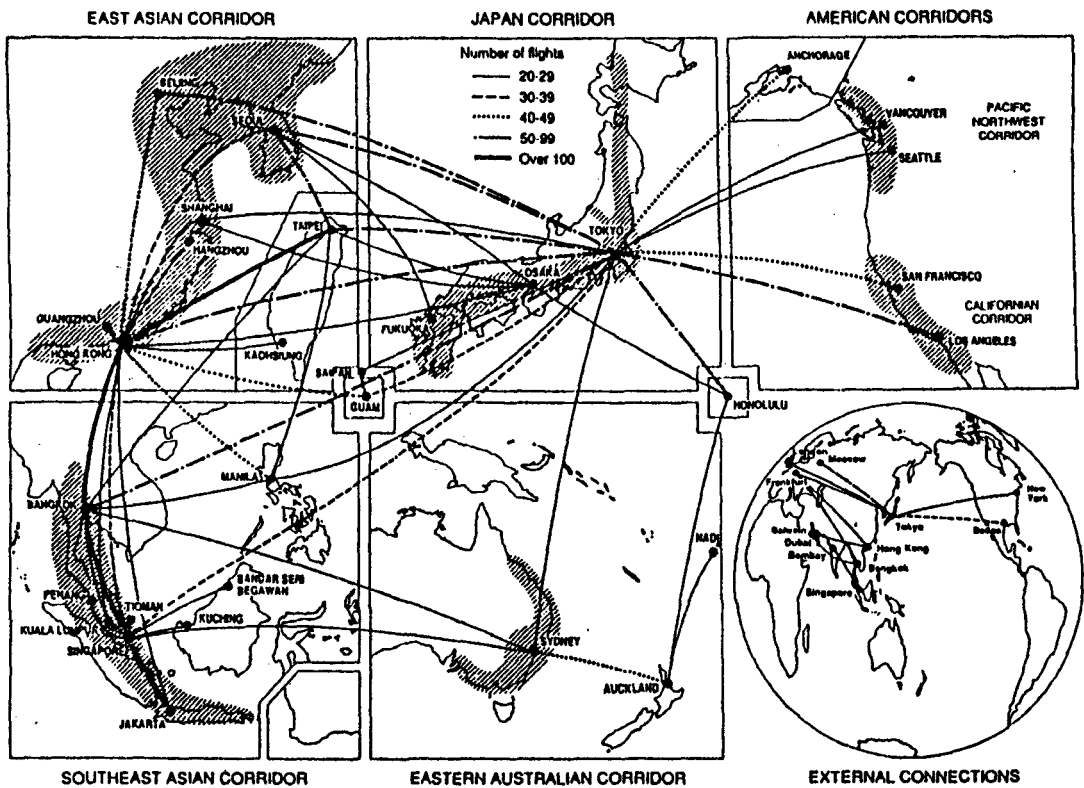 EAST ASIAN CORRIDOR
JAPAN CORRIDOR
AMERICAN CORRIDORS
Number of flights
20-29
30-39
40-49
50-99
Over 100
ANCHORAGE
VANCOUVER
SEATTLE
PACIFIC
NORTHWEST
CORRIDOR
BEIJING
SEOUL
SHANGHAI
HANGZHOU
TAIPEI
TOKYO
OSAKA
FUKUOKA
SAN FRANCISCO
CALIFORNIAN
CORRIDOR
LOS ANGELES
GUANGZHOU
HONG KONG
KAOHSIUNG
SAIPAN
GUAM
HONOLULU
MANILA
BANGKOK
PENANG
TIOMAN
KUALA LUMPUR
SINGAPORE
BANDAR SERI
BEGAWAN
KUCHING
JAKARTA
NADI
SYDNEY
AUCKLAND
Moscow
Frankfurt
New
York
Tokyo
Dubai
Bombay
Hong Kong
Bangkok
Singapore
SOUTHEAST ASIAN CORRIDOR
EASTERN AUSTRALIAN CORRIDOR
EXTERNAL CONNECTIONS